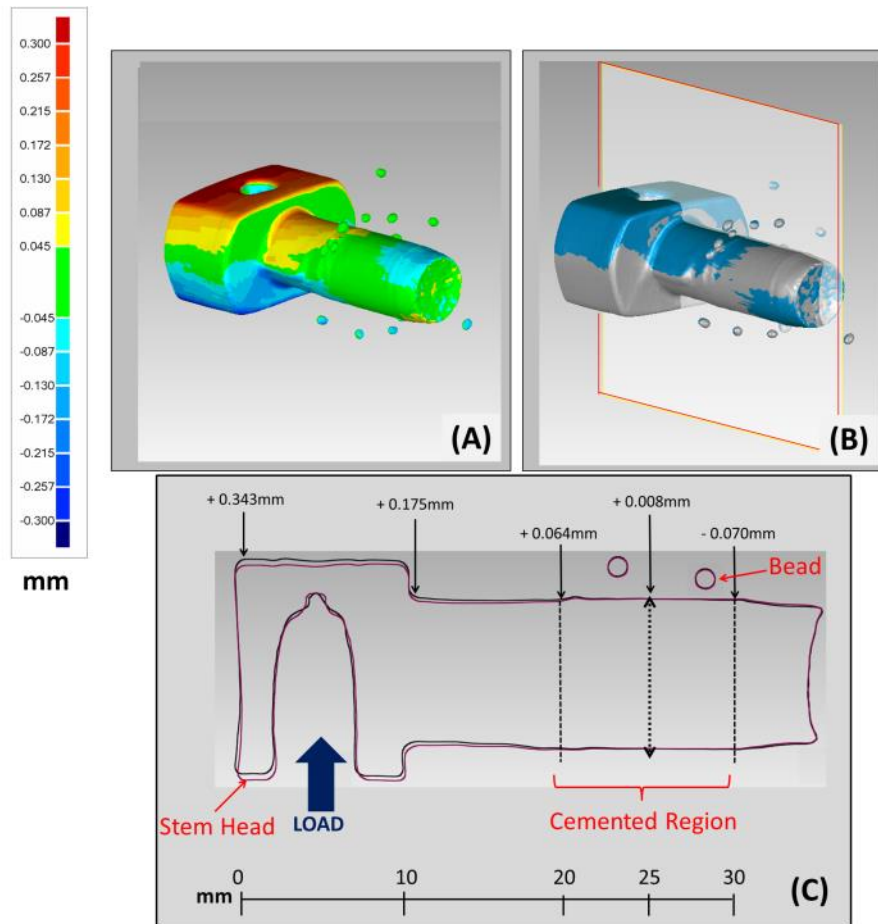 0.300
0.257
0.215
0.172
0.130
0.087
0.045
-0.045
-0.087
-0.130
-0.172
-0.215
-0.257
-0.300
mm
(A)
(B)
+ 0.343mm
+ 0.175mm
+ 0.064mm
+ 0.008mm
- 0.070mm
Bead
Stem Head
LOAD
Cemented Region
0 10 20 25 30
mm
(C)